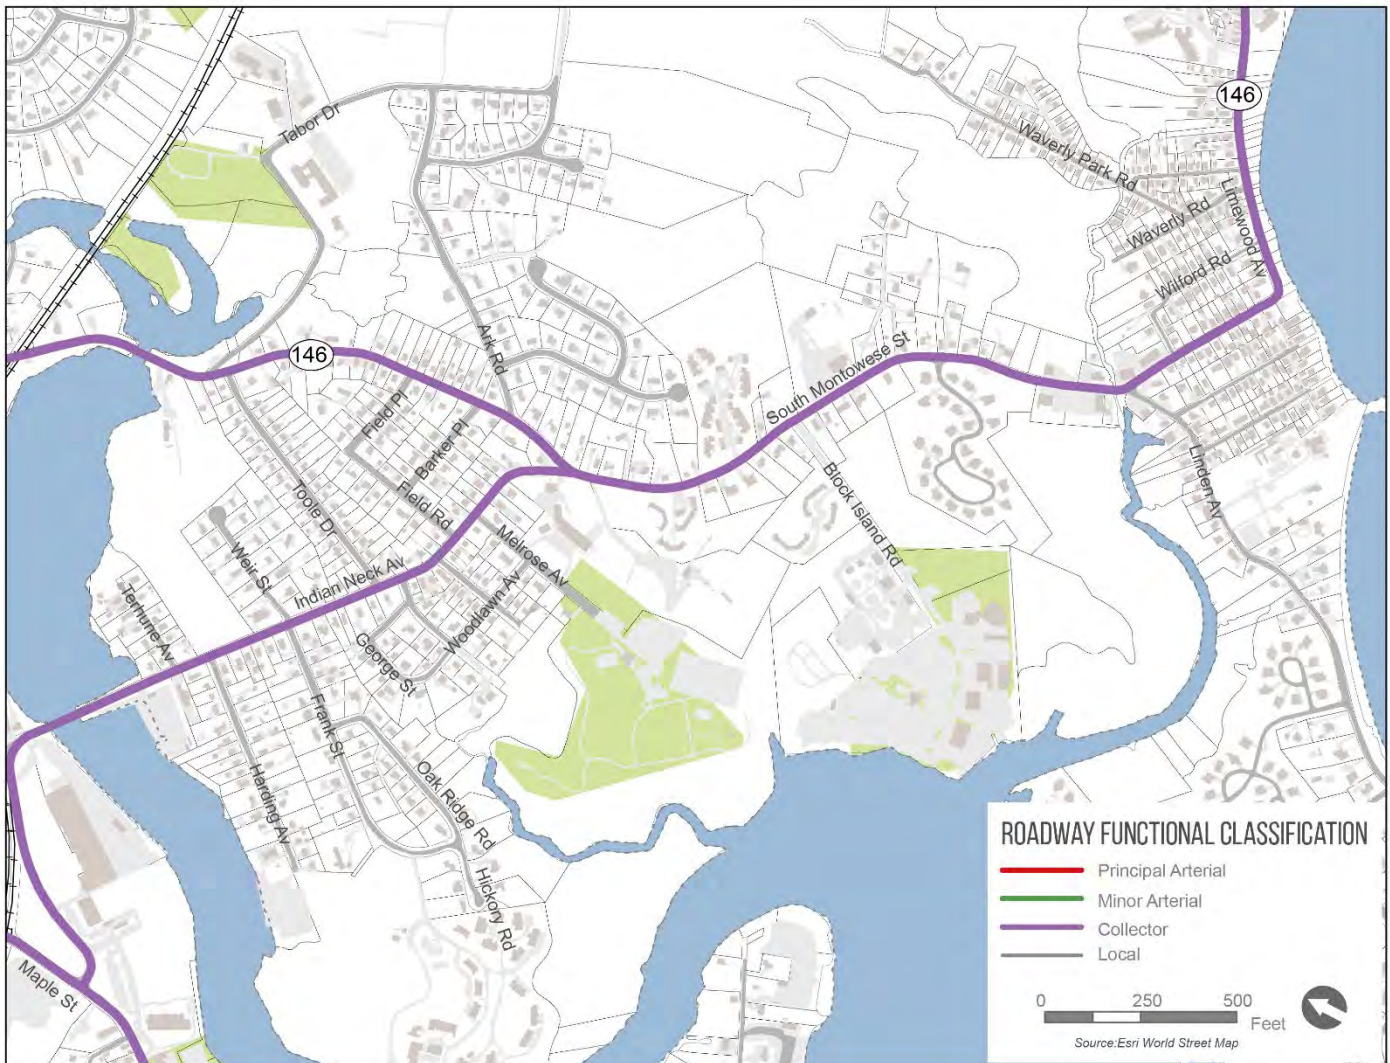 146
Tabor Dr
Waverly Park Rd
Limewood Av
Waverly Rd
Wilford Rd
146
Ark Rd
South Montowese St
Field Pl
Barker Pl
Field Rd
Toole Dr
Melrose Av
Block Island Rd
Linden Av
Weir St
Indian Neck Av
Woodlawn Av
Terhune Av
George St
Frank St
Harding Av
Oak Ridge Rd
Hickory Rd
Maple St
ROADWAY FUNCTIONAL CLASSIFICATION
Principal Arterial
Minor Arterial
Collector
Local
0 250 500
Feet
Source:Esri World Street Map